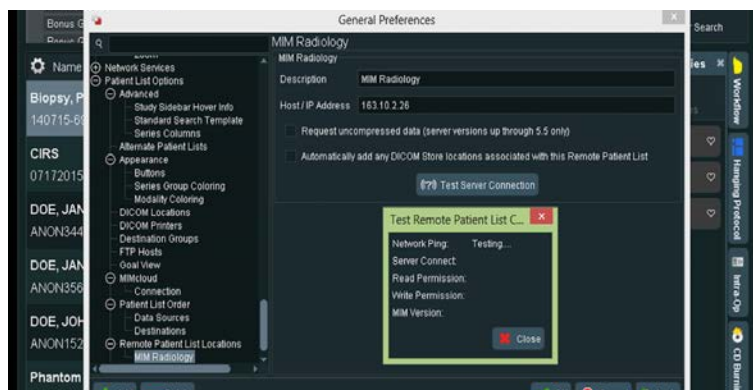 Bonus G
General Preferences
Search
MIM Radiology
Name
Network Services
Patient List Options
Advanced
Study Sidebar Hover Info
Standard Search Template
Series Columns
Alternate Patient Lists
Appearance
Buttons
Series Group Coloring
Modality Coloring
DICOM Locations
DICOM Printers
Destination Groups
FTP Hosts
Goal View
MIMcloud
Connection
Patient List Order
Data Sources
Destinations
Remote Patient List Locations
MIM Radiology
MIM Radiology
Description MIM Radiology
Host / IP Address 163.10.2.26
Request uncompressed data (server versions up through 5.5 only)
Automatically add any DICOM Store locations associated with this Remote Patient List
((?)) Test Server Connection
Test Remote Patient List C...
Network Ping: Testing...
Server Connect:
Read Permission:
Write Permission:
MIM Version:
Close
Biopsy, P
140715-69
CIRS
07172015
DOE, JAN
ANON344
DOE, JAN
ANON356
DOE, JOH
ANON152
Phantom
ies
Workflow
Hanging Protocol
Intra-Op
CD Burn